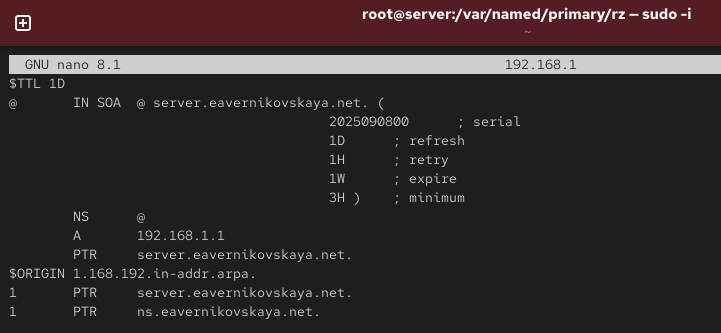 root@server:/var/named/primary/rz — sudo -i
~
GNU nano 8.1 192.168.1
$TTL 1D
@ IN SOA @ server.eavernikovskaya.net. (
2025090800 ; serial
1D ; refresh
1H ; retry
1W ; expire
3H ) ; minimum
NS @
A 192.168.1.1
PTR server.eavernikovskaya.net.
$ORIGIN 1.168.192.in-addr.arpa.
1 PTR server.eavernikovskaya.net.
1 PTR ns.eavernikovskaya.net.